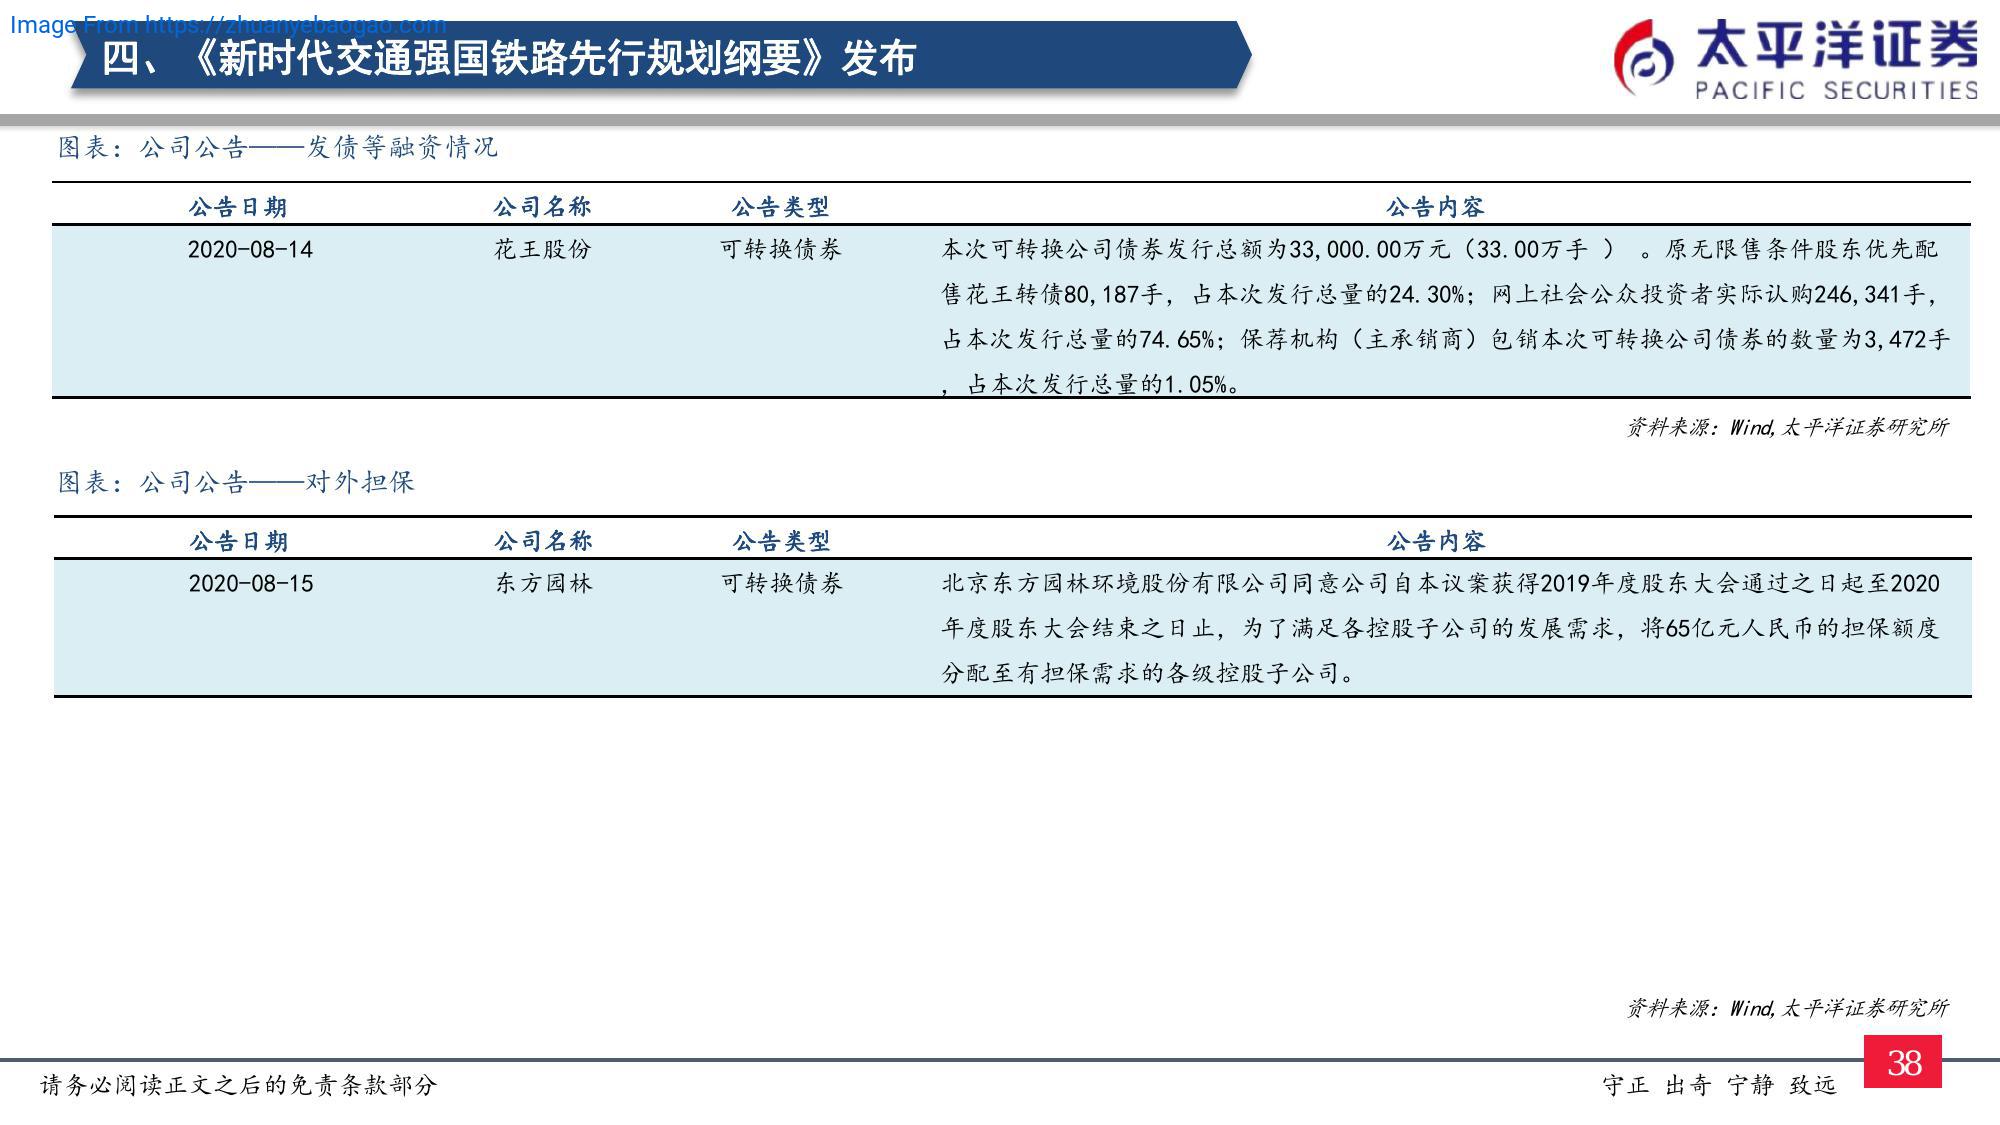 Image From https://zhuanyebaogao.com
四、《新时代交通强国铁路先行规划纲要》发布
太平洋证券
PACIFIC SECURITIES
图表：公司公告——发债等融资情况
公告日期 公司名称 公告类型 公告内容
2020-08-14 花王股份 可转换债券 本次可转换公司债券发行总额为33,000.00万元（33.00万手 ） 。原无限售条件股东优先配
售花王转债80,187手，占本次发行总量的24.30%；网上社会公众投资者实际认购246,341手，
占本次发行总量的74.65%；保荐机构（主承销商）包销本次可转换公司债券的数量为3,472手
，占本次发行总量的1.05%。
资料来源：Wind,太平洋证券研究所
图表：公司公告——对外担保
公告日期 公司名称 公告类型 公告内容
2020-08-15 东方园林 可转换债券 北京东方园林环境股份有限公司同意公司自本议案获得2019年度股东大会通过之日起至2020
年度股东大会结束之日止，为了满足各控股子公司的发展需求，将65亿元人民币的担保额度
分配至有担保需求的各级控股子公司。
资料来源：Wind,太平洋证券研究所
请务必阅读正文之后的免责条款部分
守正 出奇 宁静 致远
38